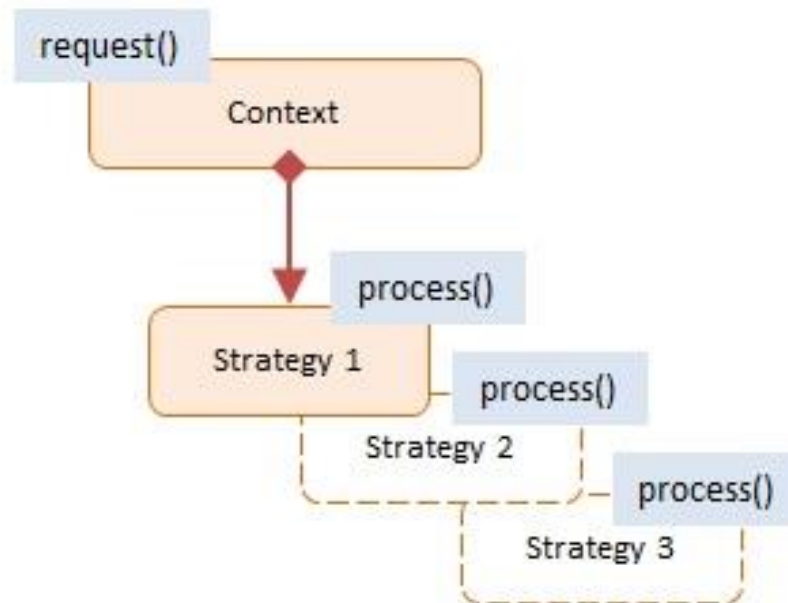 request()
Context
process()
Strategy 1
process()
Strategy 2
process()
Strategy 3